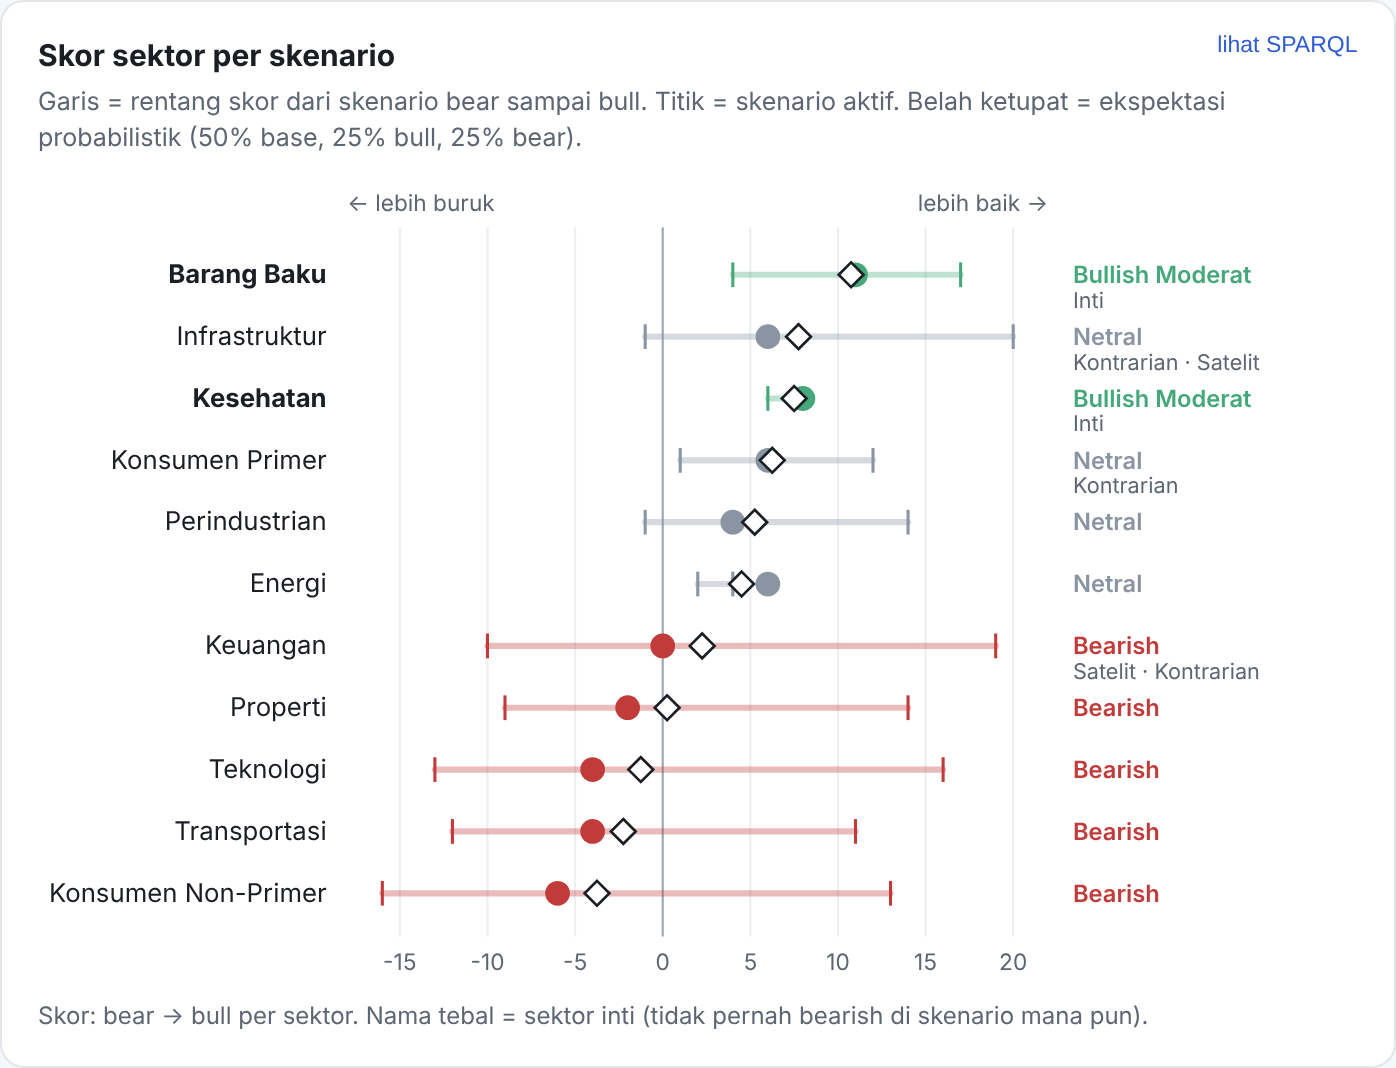 Skor sektor per skenario
lihat SPARQL
Garis = rentang skor dari skenario bear sampai bull. Titik = skenario aktif. Belah ketupat = ekspektasi
probabilistik (50% base, 25% bull, 25% bear).
← lebih buruk
lebih baik →
Barang Baku
Bullish Moderat
Inti
Infrastruktur
Netral
Kontrarian · Satelit
Kesehatan
Bullish Moderat
Inti
Konsumen Primer
Netral
Kontrarian
Perindustrian
Netral
Energi
Netral
Keuangan
Bearish
Satelit · Kontrarian
Properti
Bearish
Teknologi
Bearish
Transportasi
Bearish
Konsumen Non-Primer
Bearish
-15 -10 -5 0 5 10 15 20
Skor: bear → bull per sektor. Nama tebal = sektor inti (tidak pernah bearish di skenario mana pun).